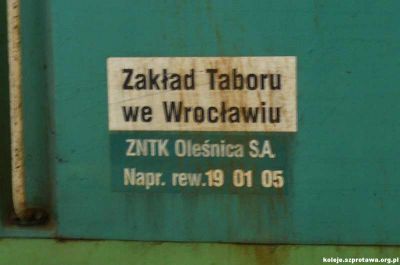 Zakład Taboru
we Wrocławiu
ZNTK Oleśnica S.A.
Napr. rew.19 01 05
koleje.szprotawa.org.pl